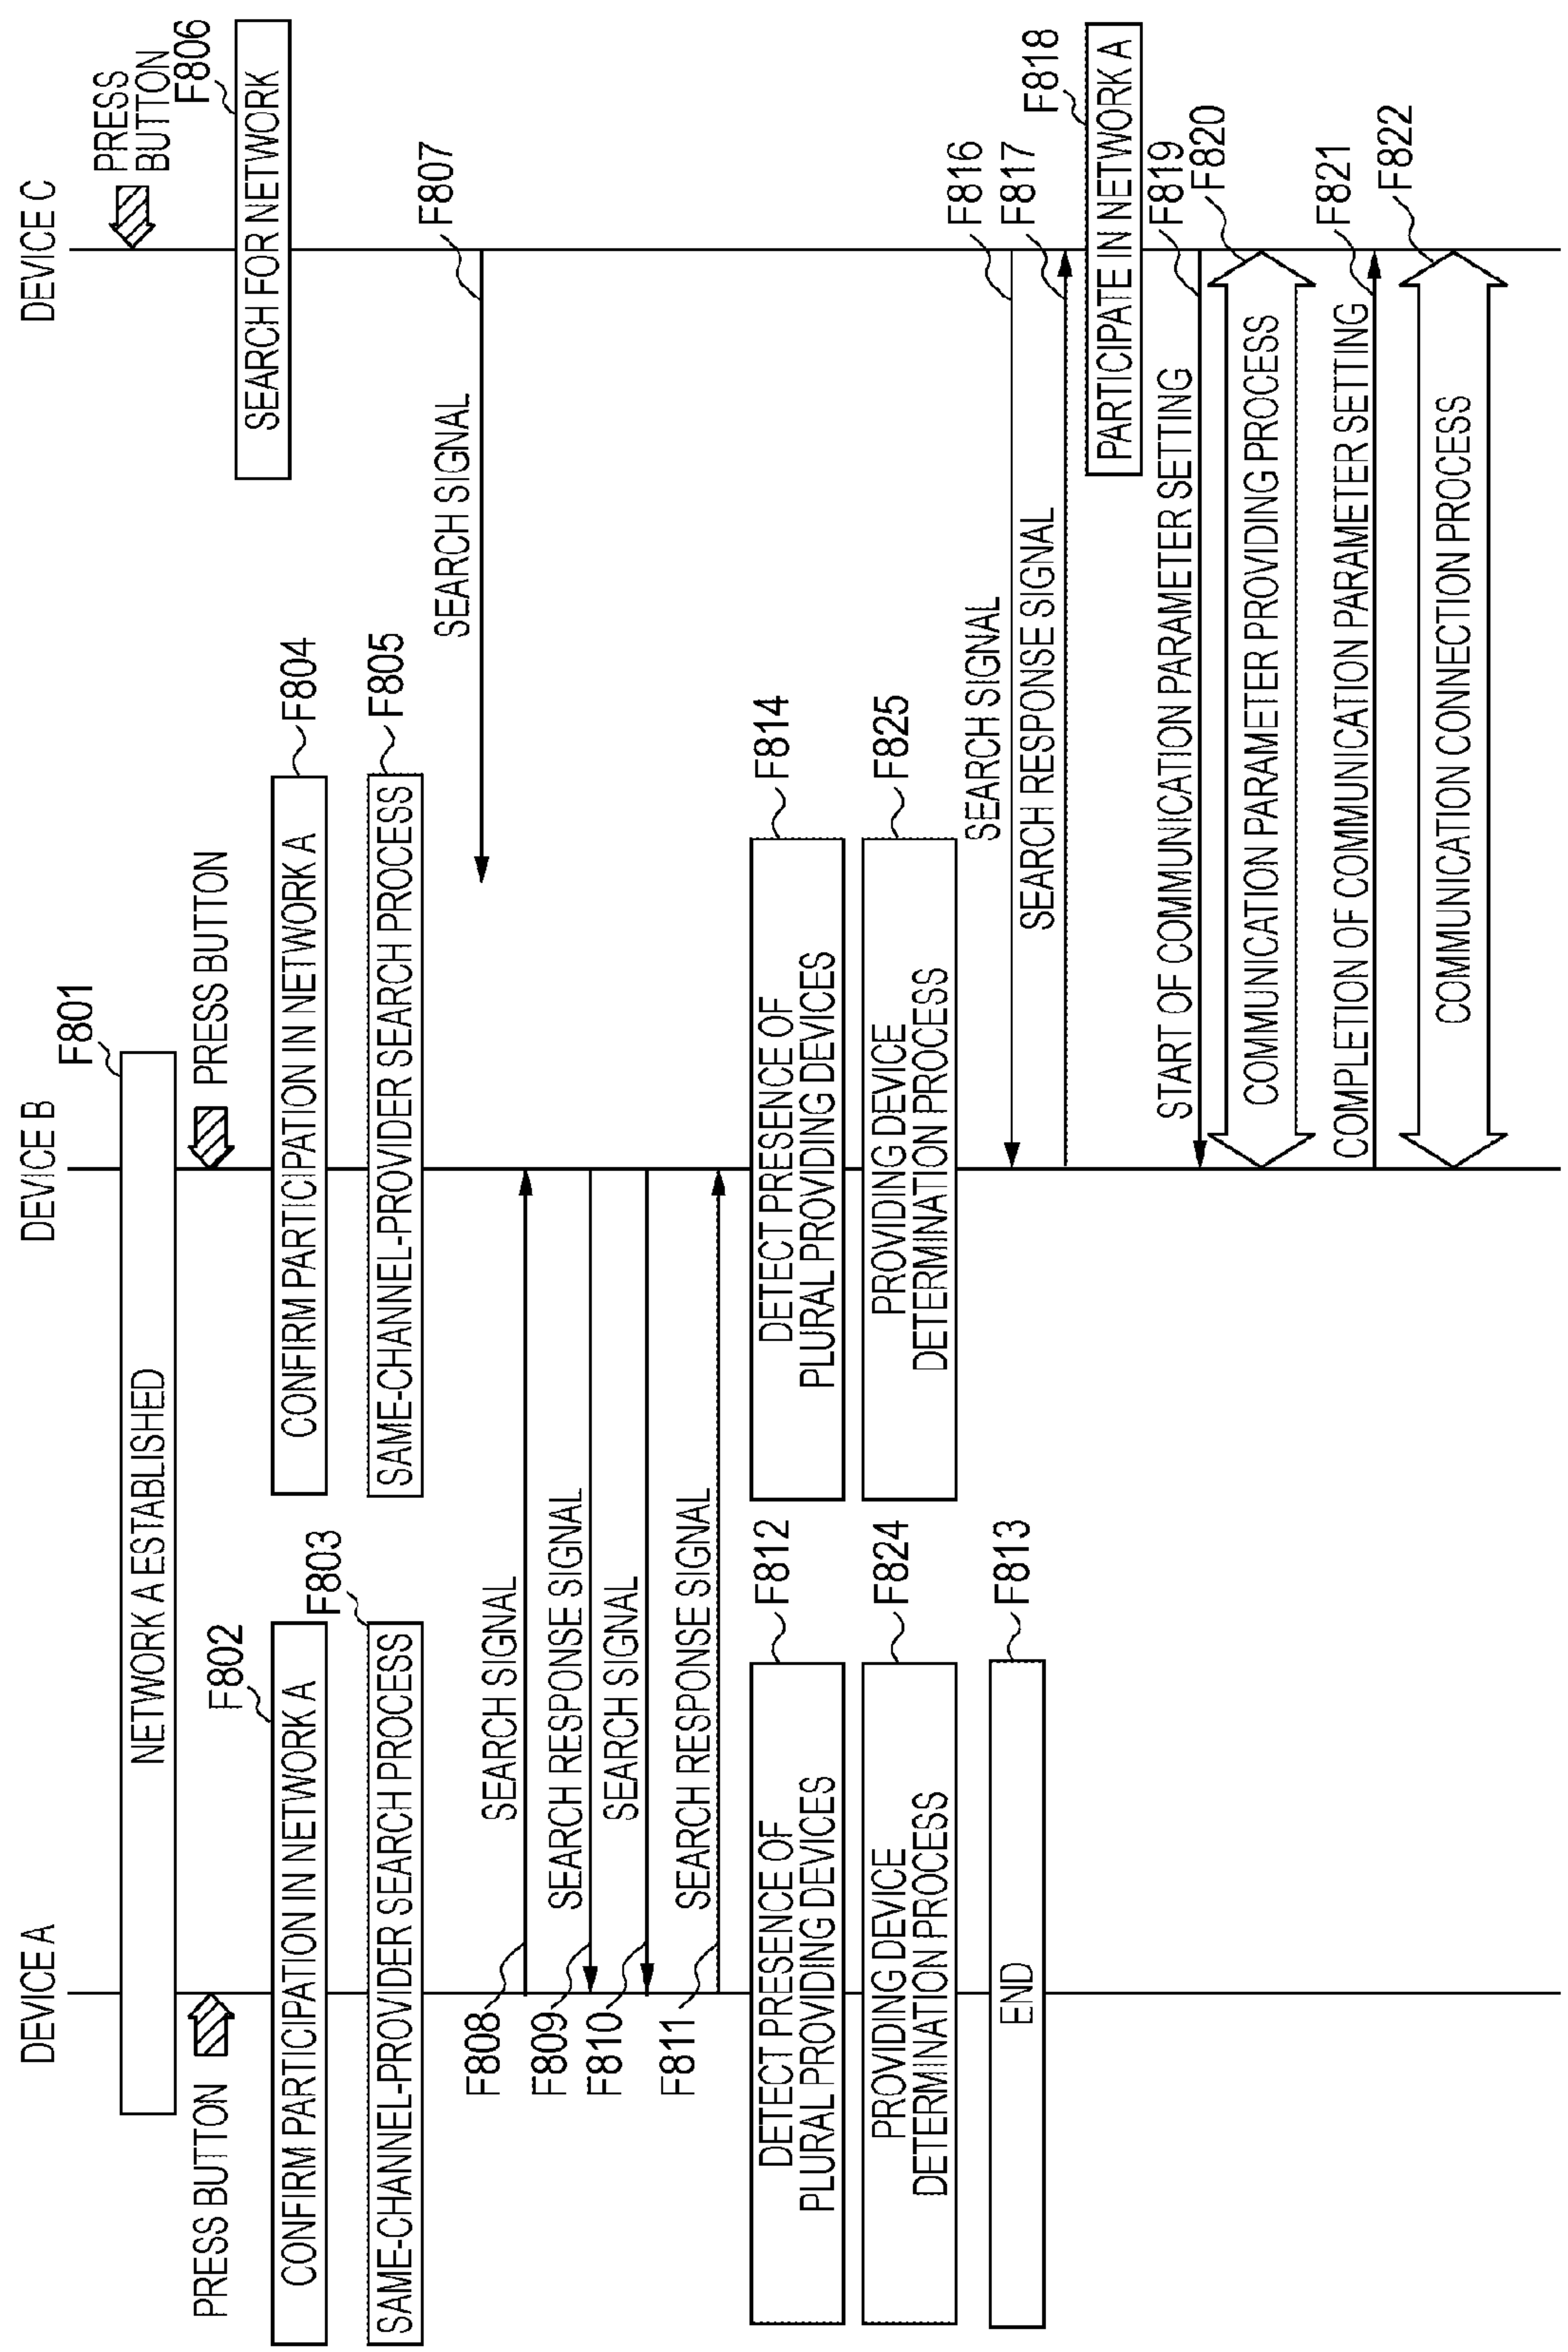 DEVICE A
DEVICE B
DEVICE C
F801
NETWORK A ESTABLISHED
PRESS BUTTON
PRESS BUTTON
PRESS
BUTTON
F802
CONFIRM PARTICIPATION IN NETWORK A
F804
CONFIRM PARTICIPATION IN NETWORK A
F806
SEARCH FOR NETWORK
F803
SAME-CHANNEL-PROVIDER SEARCH PROCESS
F805
SAME-CHANNEL-PROVIDER SEARCH PROCESS
SEARCH SIGNAL
F807
F808
SEARCH SIGNAL
F809
SEARCH RESPONSE SIGNAL
F810
SEARCH SIGNAL
F811
SEARCH RESPONSE SIGNAL
F812
DETECT PRESENCE OF
PLURAL PROVIDING DEVICES
F814
DETECT PRESENCE OF
PLURAL PROVIDING DEVICES
F824
PROVIDING DEVICE
DETERMINATION PROCESS
F825
PROVIDING DEVICE
DETERMINATION PROCESS
F813
END
SEARCH SIGNAL
F816
SEARCH RESPONSE SIGNAL
F817
F818
PARTICIPATE IN NETWORK A
START OF COMMUNICATION PARAMETER SETTING
F819
F820
COMMUNICATION PARAMETER PROVIDING PROCESS
COMPLETION OF COMMUNICATION PARAMETER SETTING
F821
F822
COMMUNICATION CONNECTION PROCESS